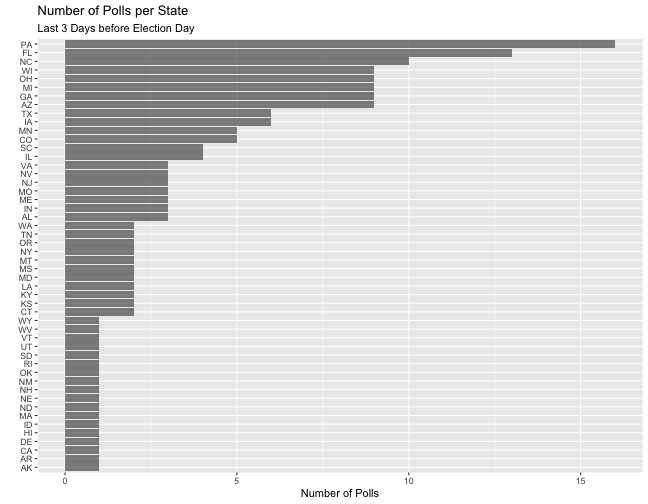 Number of Polls per State
Last 3 Days before Election Day
PA
FL
NC
WI
OH
MI
GA
AZ
TX
IA
MN
CO
SC
IL
VA
NV
NJ
MO
ME
IN
AL
WA
TN
OR
NY
MT
MS
MD
LA
KY
KS
CT
WY
WV
VT
UT
SD
RI
OK
NM
NH
NE
ND
MA
ID
HI
DE
CA
AR
AK
0 5 10 15
Number of Polls